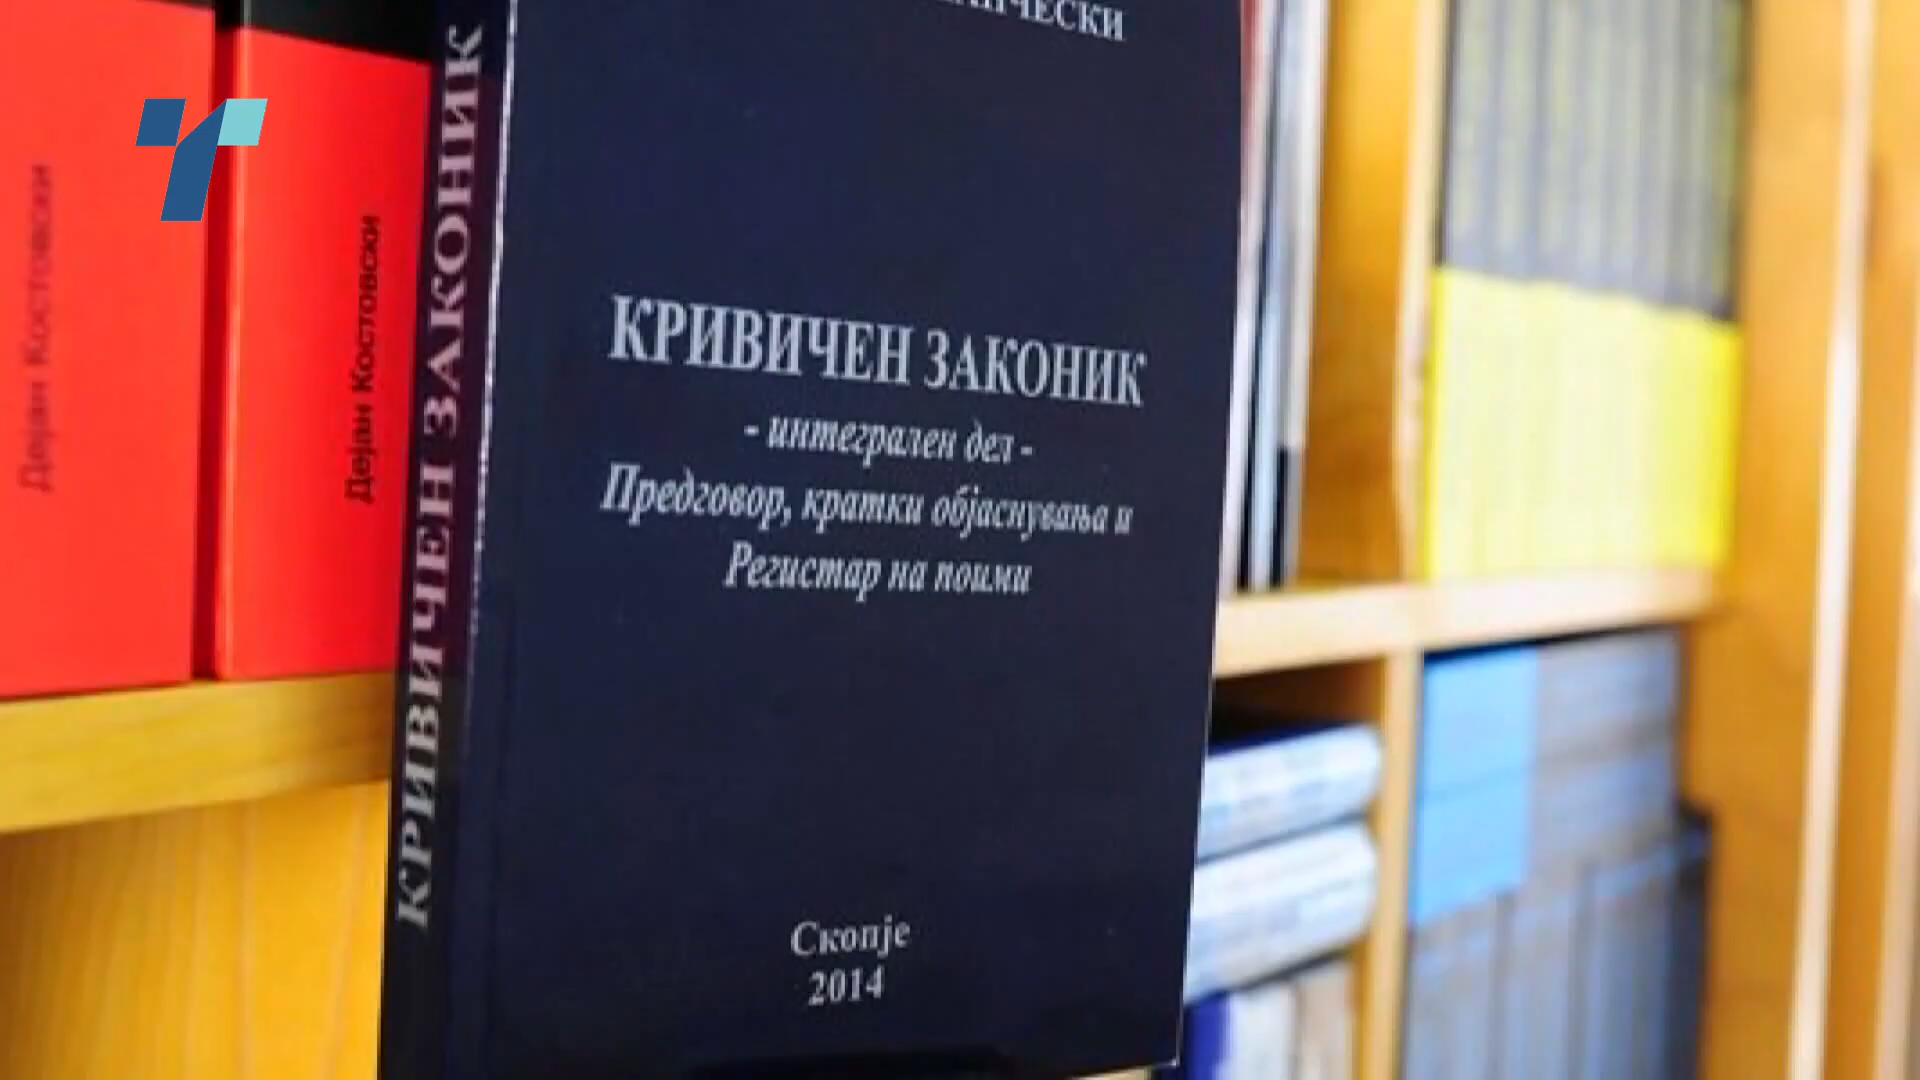 Дејан Костовски
Дејан Костовски
КРИВИЧЕН ЗАКОНИК
КРИВИЧЕН ЗАКОНИК
- интегрален дел -
Предговор, кратки објаснувања и
Регистар на поими
Скопје
2014